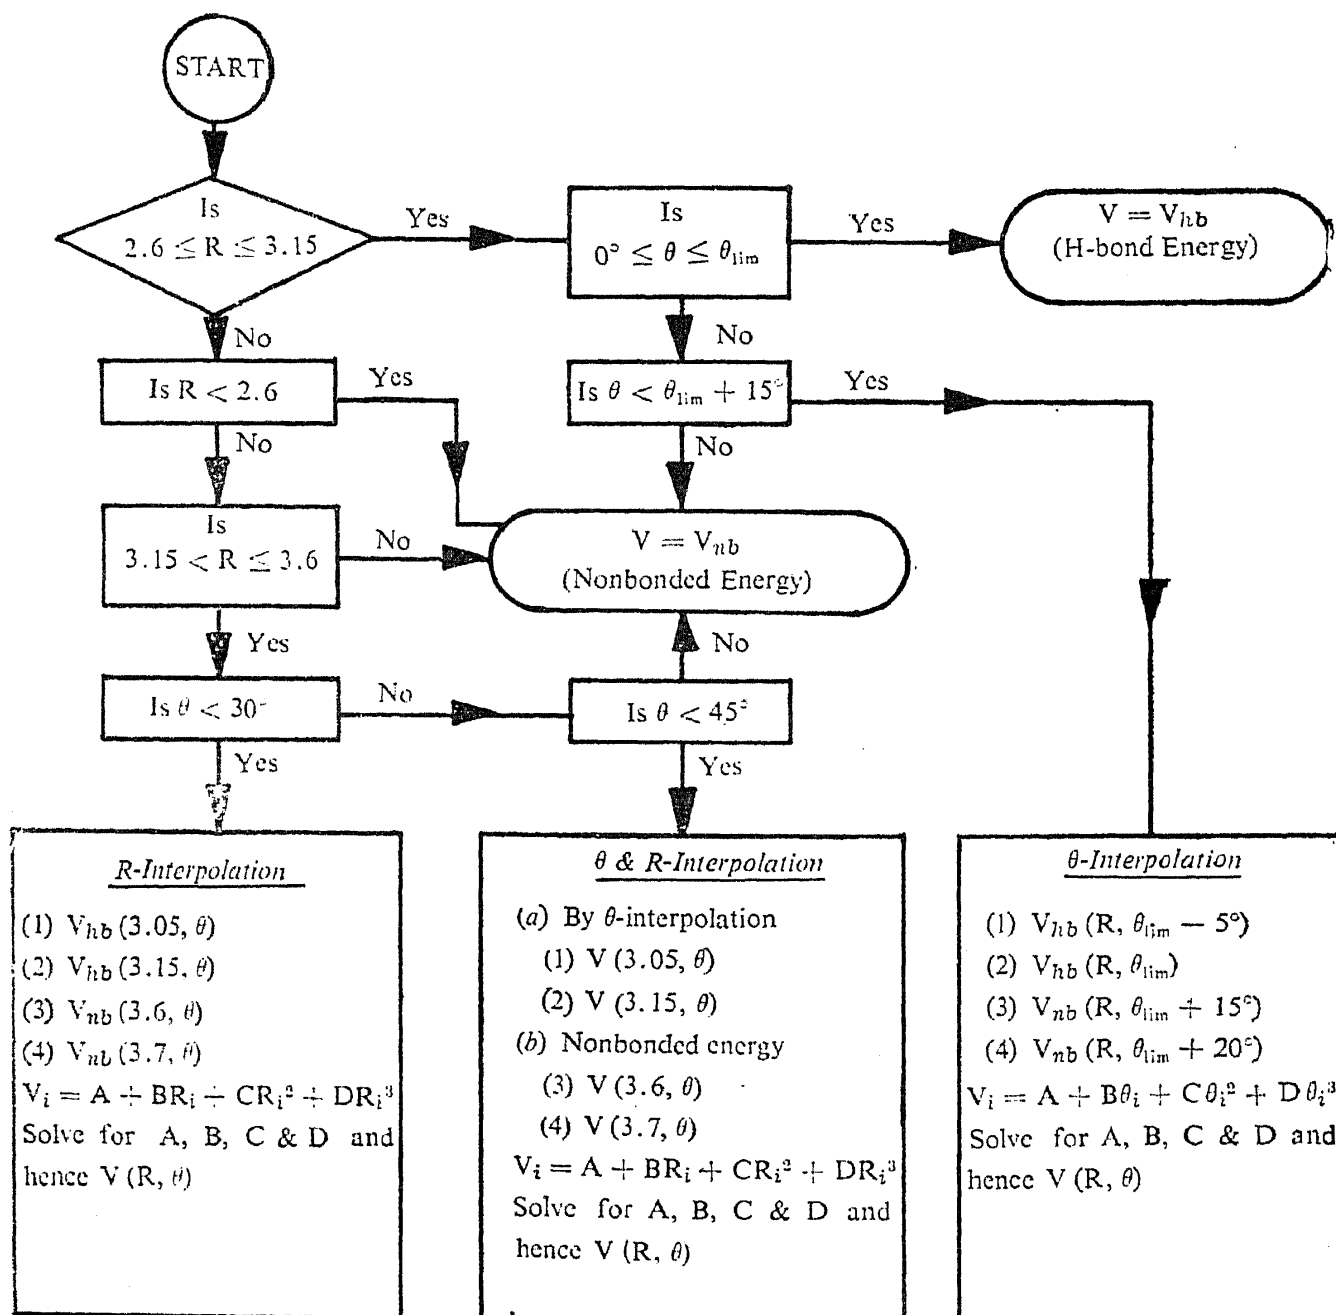 START
Is
2.6 ≤ R ≤ 3.15
Yes
Is
0° ≤ θ ≤ θlim
Yes
V = Vhb
(H-bond Energy)
No
No
Is R < 2.6
Yes
Is θ < θlim + 15°
Yes
No
No
Is
3.15 < R ≤ 3.6
No
V = Vnb
(Nonbonded Energy)
Yes
No
Is θ < 30°
No
Is θ < 45°
Yes
Yes
R-Interpolation
(1) Vhb (3.05, θ)
(2) Vhb (3.15, θ)
(3) Vnb (3.6, θ)
(4) Vnb (3.7, θ)
Vi = A + BRi + CRi² + DRi³
Solve for A, B, C & D and
hence V (R, θ)
θ & R-Interpolation
(a) By θ-interpolation
(1) V (3.05, θ)
(2) V (3.15, θ)
(b) Nonbonded energy
(3) V (3.6, θ)
(4) V (3.7, θ)
Vi = A + BRi + CRi² + DRi³
Solve for A, B, C & D and
hence V (R, θ)
θ-Interpolation
(1) Vhb (R, θlim − 5°)
(2) Vhb (R, θlim)
(3) Vnb (R, θlim + 15°)
(4) Vnb (R, θlim + 20°)
Vi = A + Bθi + Cθi² + Dθi³
Solve for A, B, C & D and
hence V (R, θ)